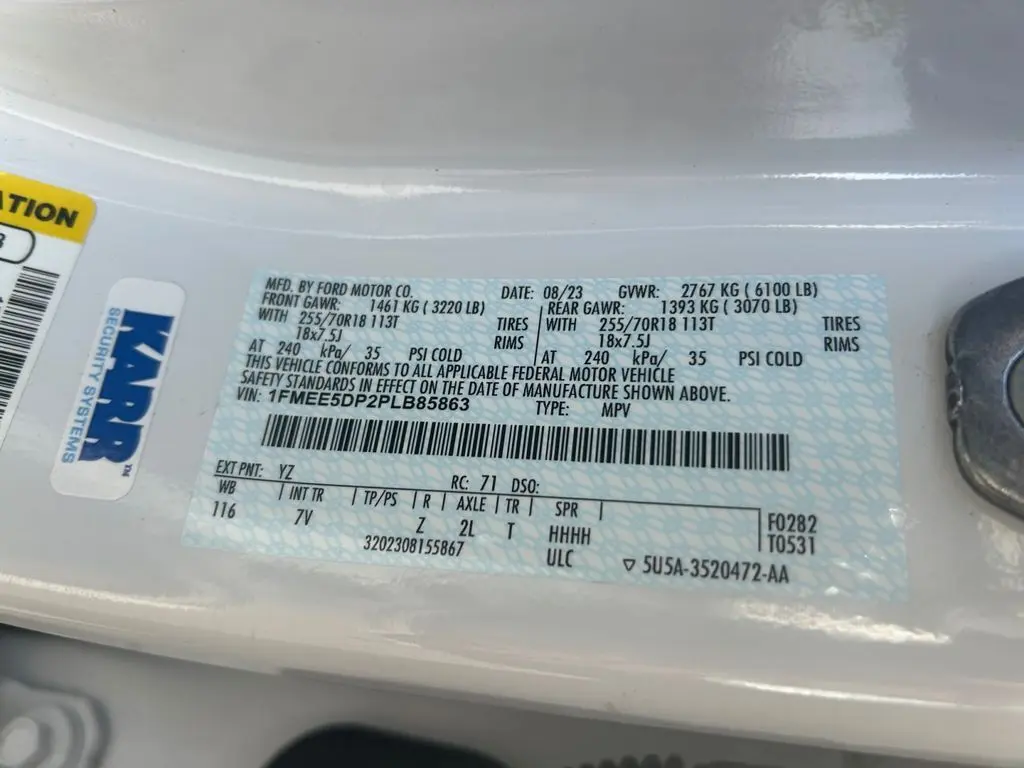 ATION
KARR™
SECURITY SYSTEMS
MFD. BY FORD MOTOR CO. DATE: 08/23 GVWR: 2767 KG ( 6100 LB)
FRONT GAWR: 1461 KG ( 3220 LB) REAR GAWR: 1393 KG ( 3070 LB)
WITH 255/70R18 113T TIRES WITH 255/70R18 113T TIRES
18x7.5J RIMS 18x7.5J RIMS
AT 240 kPa/ 35 PSI COLD AT 240 kPa/ 35 PSI COLD
THIS VEHICLE CONFORMS TO ALL APPLICABLE FEDERAL MOTOR VEHICLE
SAFETY STANDARDS IN EFFECT ON THE DATE OF MANUFACTURE SHOWN ABOVE.
VIN: 1FMEE5DP2PLB85863 TYPE: MPV
EXT PNT: YZ RC: 71 DSO:
WB INT TR TP/PS R AXLE TR SPR
116 7V Z 2L T HHHH F0282
3202308155867 ULC T0531
▽ 5U5A-3520472-AA